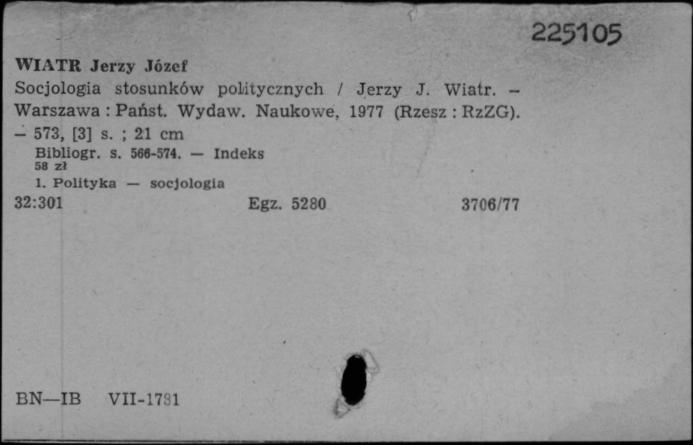 225105
WIATR Jerzy Józef
Socjologia stosunków politycznych / Jerzy J. Wiatr. –
Warszawa : Państ. Wydaw. Naukowe, 1977 (Rzesz : RzZG).
– 573, [3] s. ; 21 cm
Bibliogr. s. 566-574. — Indeks
58 zł
1. Polityka — socjologia
32:301 Egz. 5280 3706/77
BN—IB VII-1781